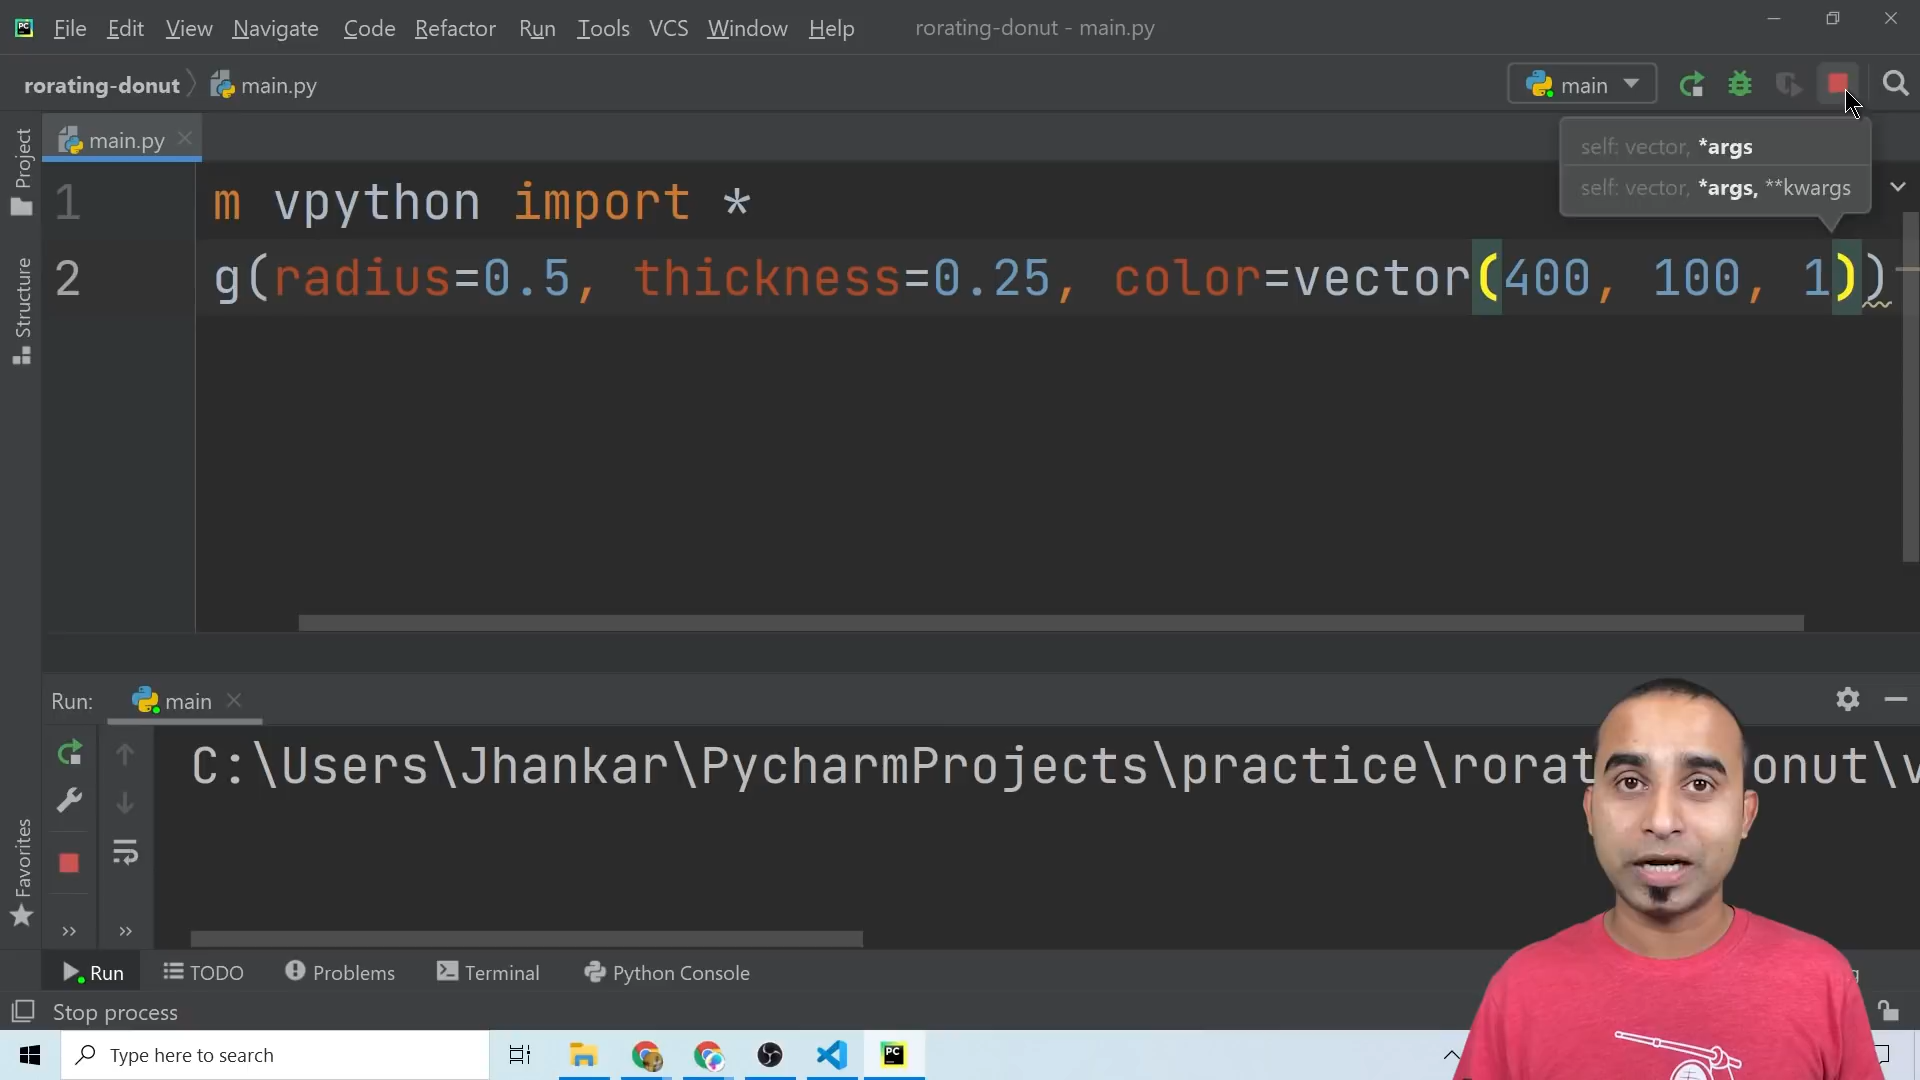 File Edit View Navigate Code Refactor Run Tools VCS Window Help rorating-donut - main.py
rorating-donut main.py main
self: vector, *args
self: vector, *args, **kwargs
main.py
1 m vpython import *
2 g(radius=0.5, thickness=0.25, color=vector(400, 100, 1))
Project
Structure
Favorites
Run: main
C:\Users\Jhankar\PycharmProjects\practice\rorat onut\v
Run TODO Problems Terminal Python Console
Stop process
Type here to search